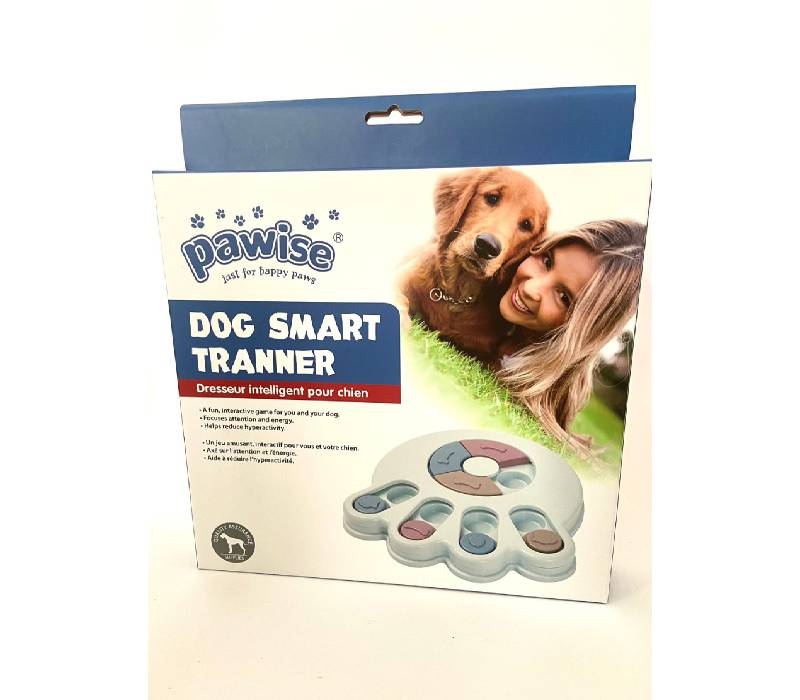 pawise®
just for happy paws
DOG SMART
TRANNER
Dresseur intelligent pour chien
• A fun, interactive game for you and your dog.
• Focuses attention and energy.
• Helps reduce hyperactivity.
• Un jeu amusant, interactif pour vous et votre chien.
• Axé sur l'attention et l'énergie.
• Aide à réduire l'hyperactivité.
QUALITY ASSURANCE